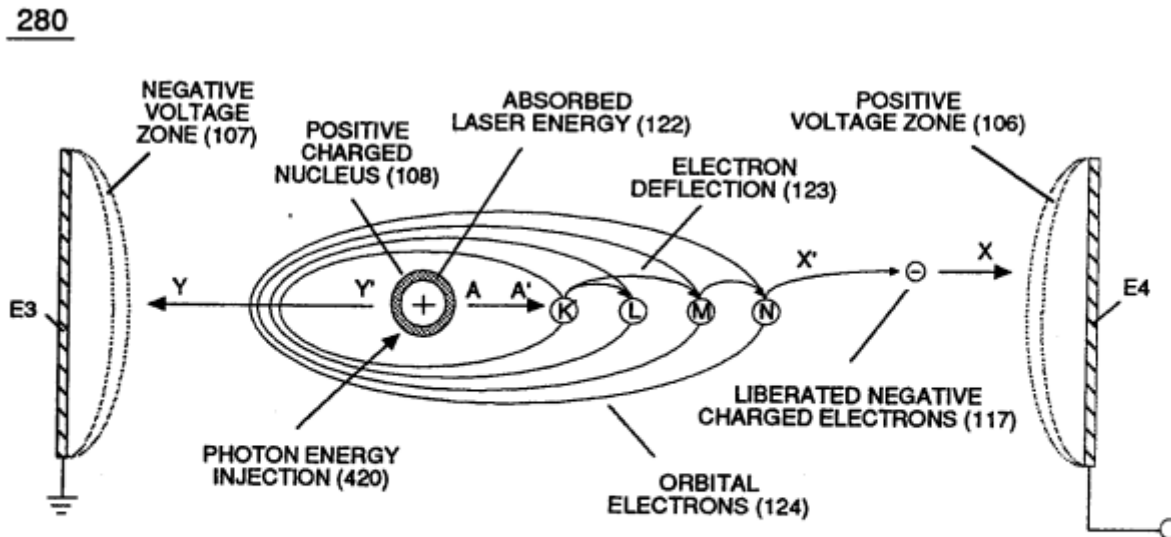 280
NEGATIVE
VOLTAGE
ZONE (107)
POSITIVE
CHARGED
NUCLEUS (108)
ABSORBED
LASER ENERGY (122)
ELECTRON
DEFLECTION (123)
POSITIVE
VOLTAGE ZONE (106)
E3
Y
Y'
+
A
A'
K
L
M
N
X'
−
X
E4
PHOTON ENERGY
INJECTION (420)
ORBITAL
ELECTRONS (124)
LIBERATED NEGATIVE
CHARGED ELECTRONS (117)